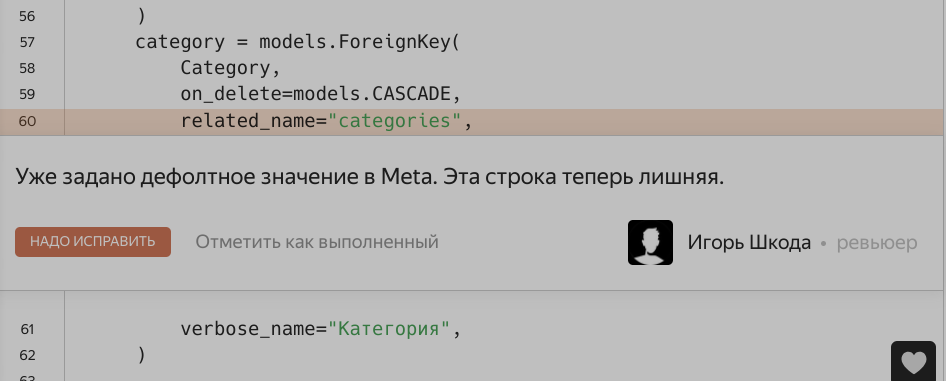 56 )
57 category = models.ForeignKey(
58 Category,
59 on_delete=models.CASCADE,
60 related_name="categories",
Уже задано дефолтное значение в Meta. Эта строка теперь лишняя.
НАДО ИСПРАВИТЬ Отметить как выполненный Игорь Шкода • ревьюер
61 verbose_name="Категория",
62 )
63